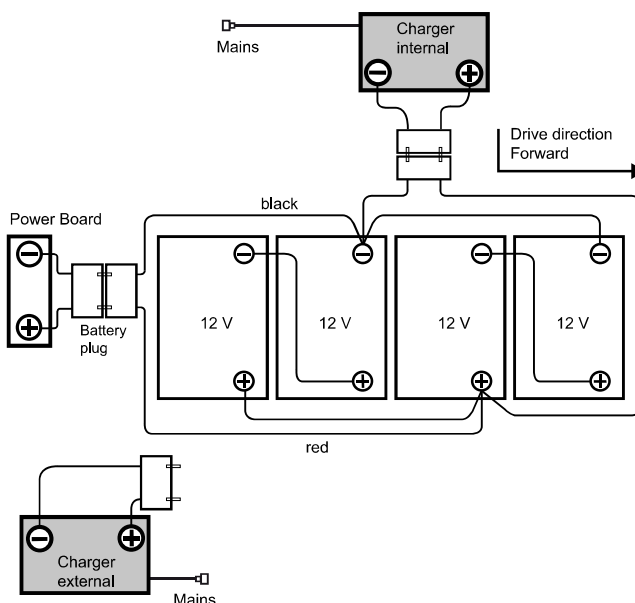 Charger
internal
Mains
Drive direction
Forward
black
Power Board
12 V
12 V
12 V
12 V
Battery
plug
red
Charger
external
Mains